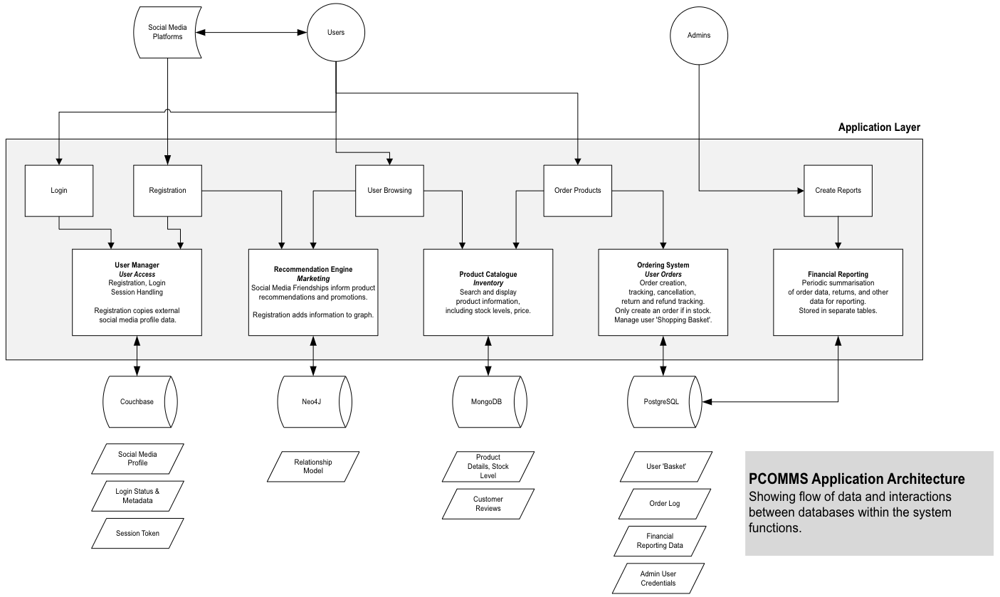 Social Media
Platforms
Users
Admins
Application Layer
Login
Registration
User Browsing
Order Products
Create Reports
User Manager
User Access
Registration, Login
Session Handling
Registration copies external
social media profile data.
Recommendation Engine
Marketing
Social Media Friendships inform product
recommendations and promotions.
Registration adds information to graph.
Product Catalogue
Inventory
Search and display
product information,
including stock levels, price.
Ordering System
User Orders
Order creation,
tracking, cancellation,
return and refund tracking.
Only create an order if in stock.
Manage user 'Shopping Basket'.
Financial Reporting
Periodic summarisation
of order data, returns, and other
data for reporting.
Stored in separate tables.
Couchbase
Neo4J
MongoDB
PostgreSQL
Social Media
Profile
Login Status &
Metadata
Session Token
Relationship
Model
Product
Details, Stock
Level
Customer
Reviews
User 'Basket'
Order Log
Financial
Reporting Data
Admin User
Credentials
PCOMMS Application Architecture
Showing flow of data and interactions
between databases within the system
functions.